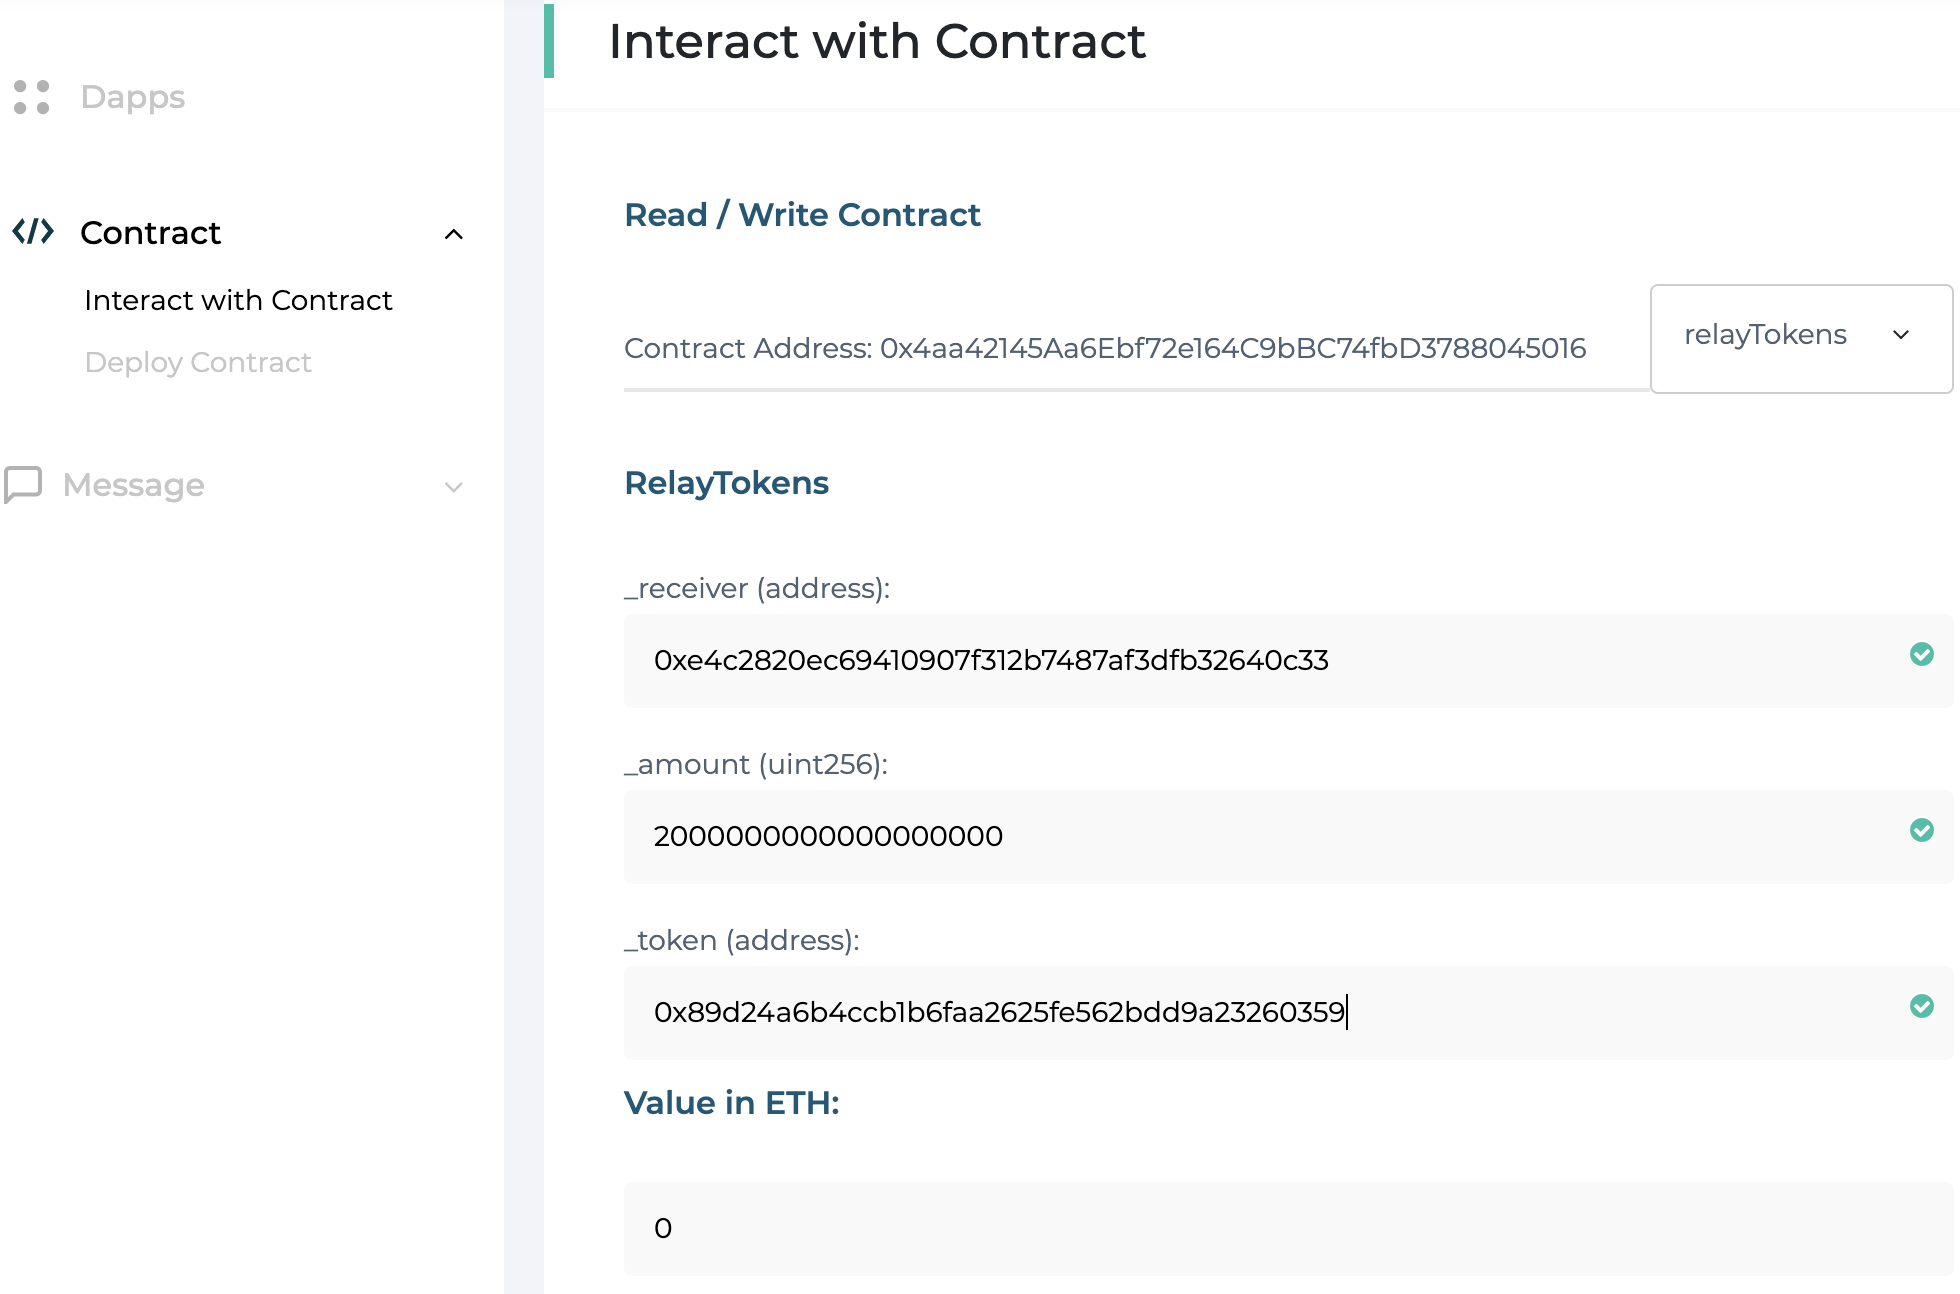 Interact with Contract
Dapps
Contract
Interact with Contract
Deploy Contract
Message
Read / Write Contract
Contract Address: 0x4aa42145Aa6Ebf72e164C9bBC74fbD3788045016
relayTokens
RelayTokens
_receiver (address):
0xe4c2820ec69410907f312b7487af3dfb32640c33
_amount (uint256):
2000000000000000000
_token (address):
0x89d24a6b4ccb1b6faa2625fe562bdd9a23260359
Value in ETH:
0